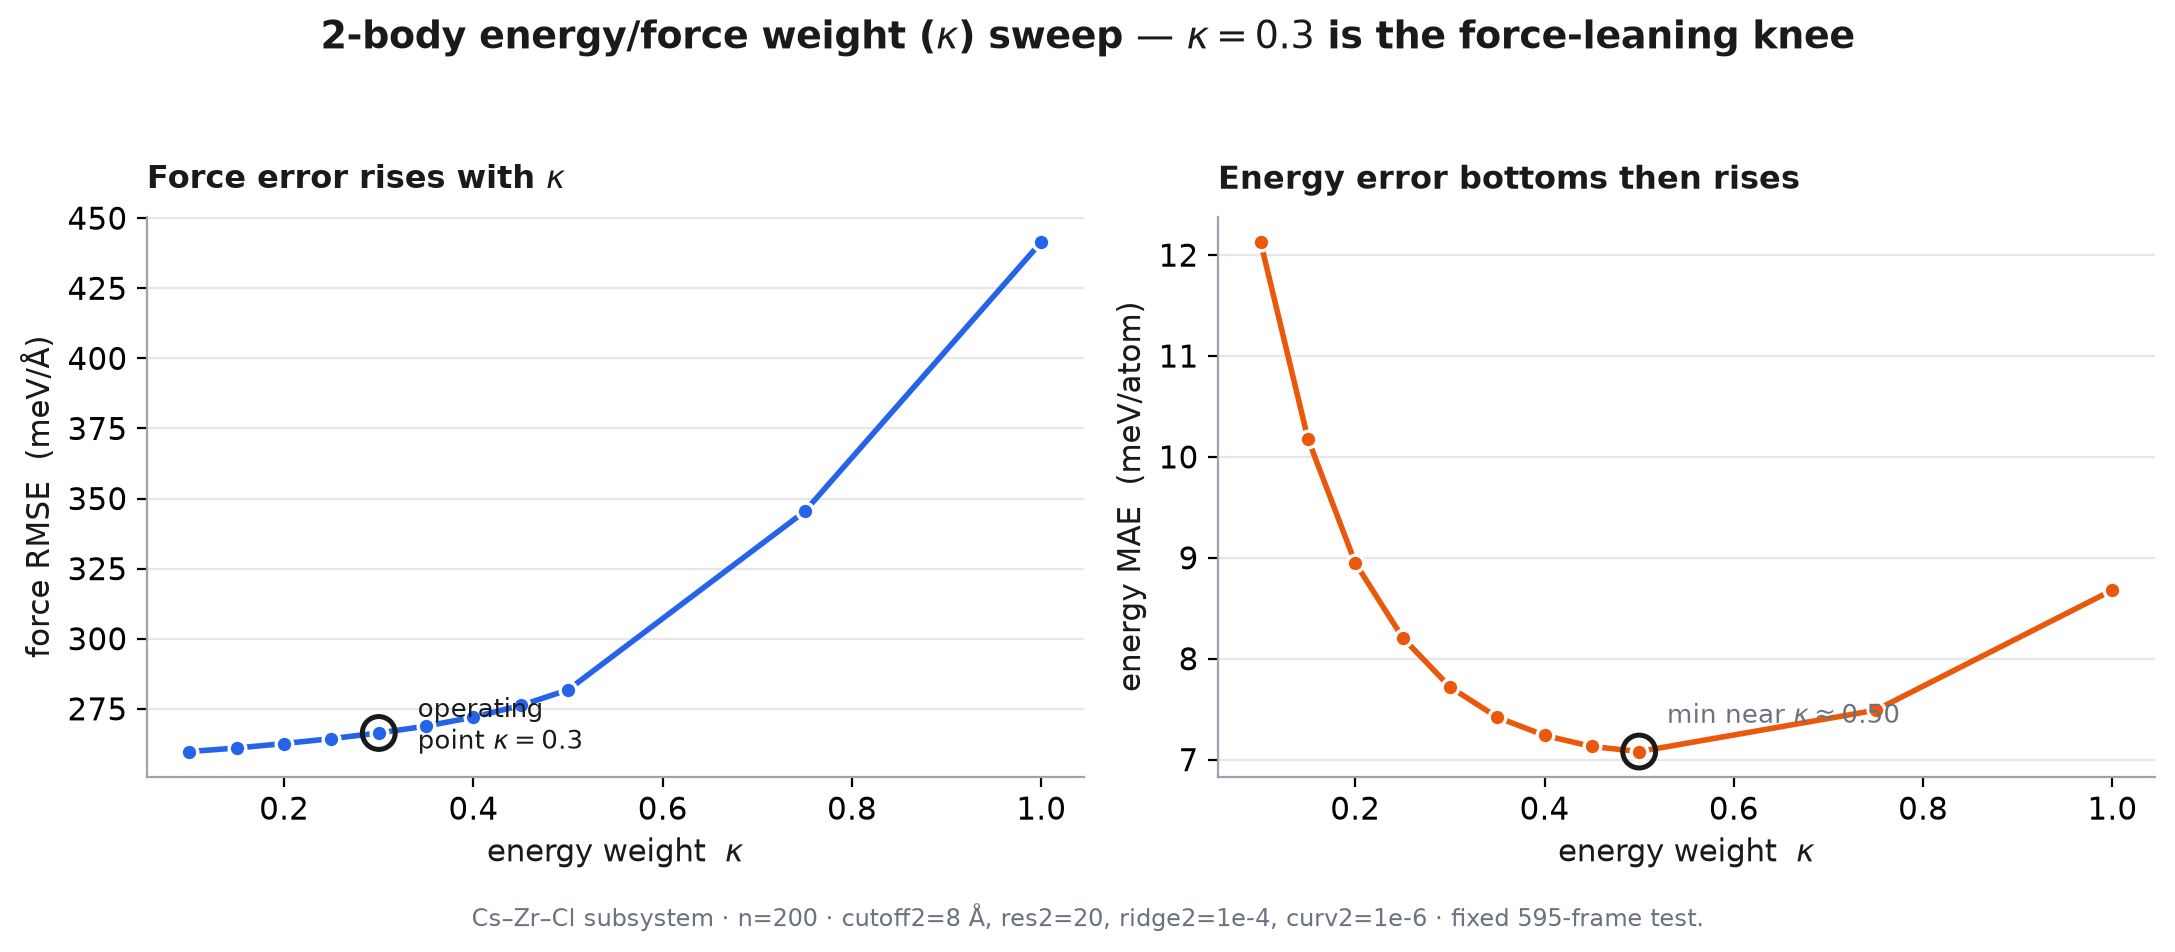 2-body energy/force weight (κ) sweep — κ = 0.3 is the force-leaning knee
Force error rises with κ
450
425
400
375
350
325
300
275
force RMSE (meV/Å)
operating
point κ = 0.3
0.2
0.4
0.6
0.8
1.0
energy weight κ
Energy error bottoms then rises
12
11
10
9
8
7
energy MAE (meV/atom)
min near κ ≈ 0.50
0.2
0.4
0.6
0.8
1.0
energy weight κ
Cs–Zr–Cl subsystem · n=200 · cutoff2=8 Å, res2=20, ridge2=1e-4, curv2=1e-6 · fixed 595-frame test.